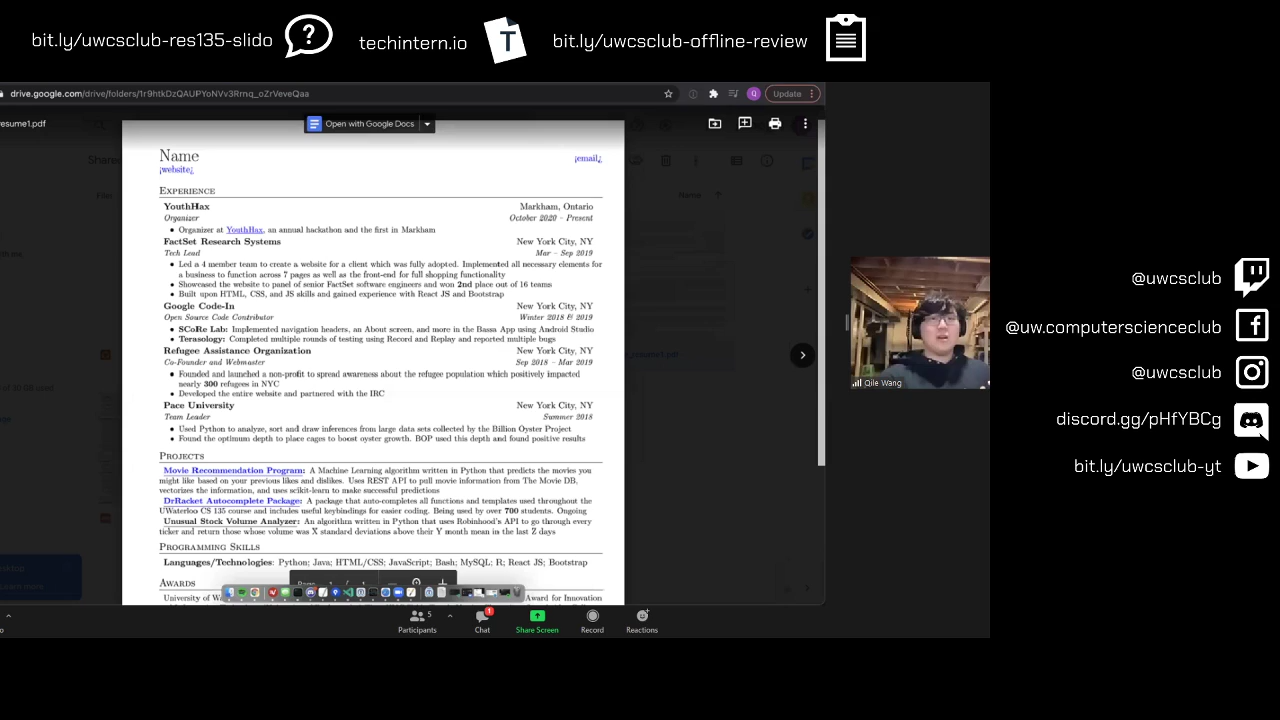 bit.ly/uwcsclub-res135-slido
?
techintern.io
T
bit.ly/uwcsclub-offline-review
drive.google.com/drive/folders/1r9htkDzQAUPYoNVv3Rrnq_oZrVeveQaa
Q
Update
esume1.pdf
Open with Google Docs
Name
¡email¿
¡website¿
Experience
YouthHax
Markham, Ontario
Organizer
October 2020 – Present
• Organizer at YouthHax, an annual hackathon and the first in Markham
FactSet Research Systems
New York City, NY
Tech Lead
Mar – Sep 2019
• Led a 4 member team to create a website for a client which was fully adopted. Implemented all necessary elements for
a business to function across 7 pages as well as the front-end for full shopping functionality
• Showcased the website to panel of senior FactSet software engineers and won 2nd place out of 16 teams
• Built upon HTML, CSS, and JS skills and gained experience with React JS and Bootstrap
Google Code-In
New York City, NY
Open Source Code Contributor
Winter 2018 & 2019
• SCoRe Lab: Implemented navigation headers, an About screen, and more in the Bassa App using Android Studio
• Terasology: Completed multiple rounds of testing using Record and Replay and reported multiple bugs
Refugee Assistance Organization
New York City, NY
Co-Founder and Webmaster
Sep 2018 – Mar 2019
• Founded and launched a non-profit to spread awareness about the refugee population which positively impacted
nearly 300 refugees in NYC
• Developed the entire website and partnered with the IRC
Pace University
New York City, NY
Team Leader
Summer 2018
• Used Python to analyze, sort and draw inferences from large data sets collected by the Billion Oyster Project
• Found the optimum depth to place cages to boost oyster growth. BOP used this depth and found positive results
Projects
Movie Recommendation Program: A Machine Learning algorithm written in Python that predicts the movies you
might like based on your previous likes and dislikes. Uses REST API to pull movie information from The Movie DB,
vectorizes the information, and uses scikit-learn to make successful predictions
DrRacket Autocomplete Package: A package that auto-completes all functions and templates used throughout the
UWaterloo CS 135 course and includes useful keybindings for easier coding. Being used by over 700 students. Ongoing
Unusual Stock Volume Analyzer: An algorithm written in Python that uses Robinhood's API to go through every
ticker and return those whose volume was X standard deviations above their Y month mean in the last Z days
Programming Skills
Languages/Technologies: Python; Java; HTML/CSS; JavaScript; Bash; MySQL; R; React JS; Bootstrap
Awards
University of Wa
Award for Innovation
Shared
Name
Qile Wang
Participants
5
Chat
1
Share Screen
Record
Reactions
@uwcsclub
@uw.computerscienceclub
@uwcsclub
discord.gg/pHfYBCg
bit.ly/uwcsclub-yt